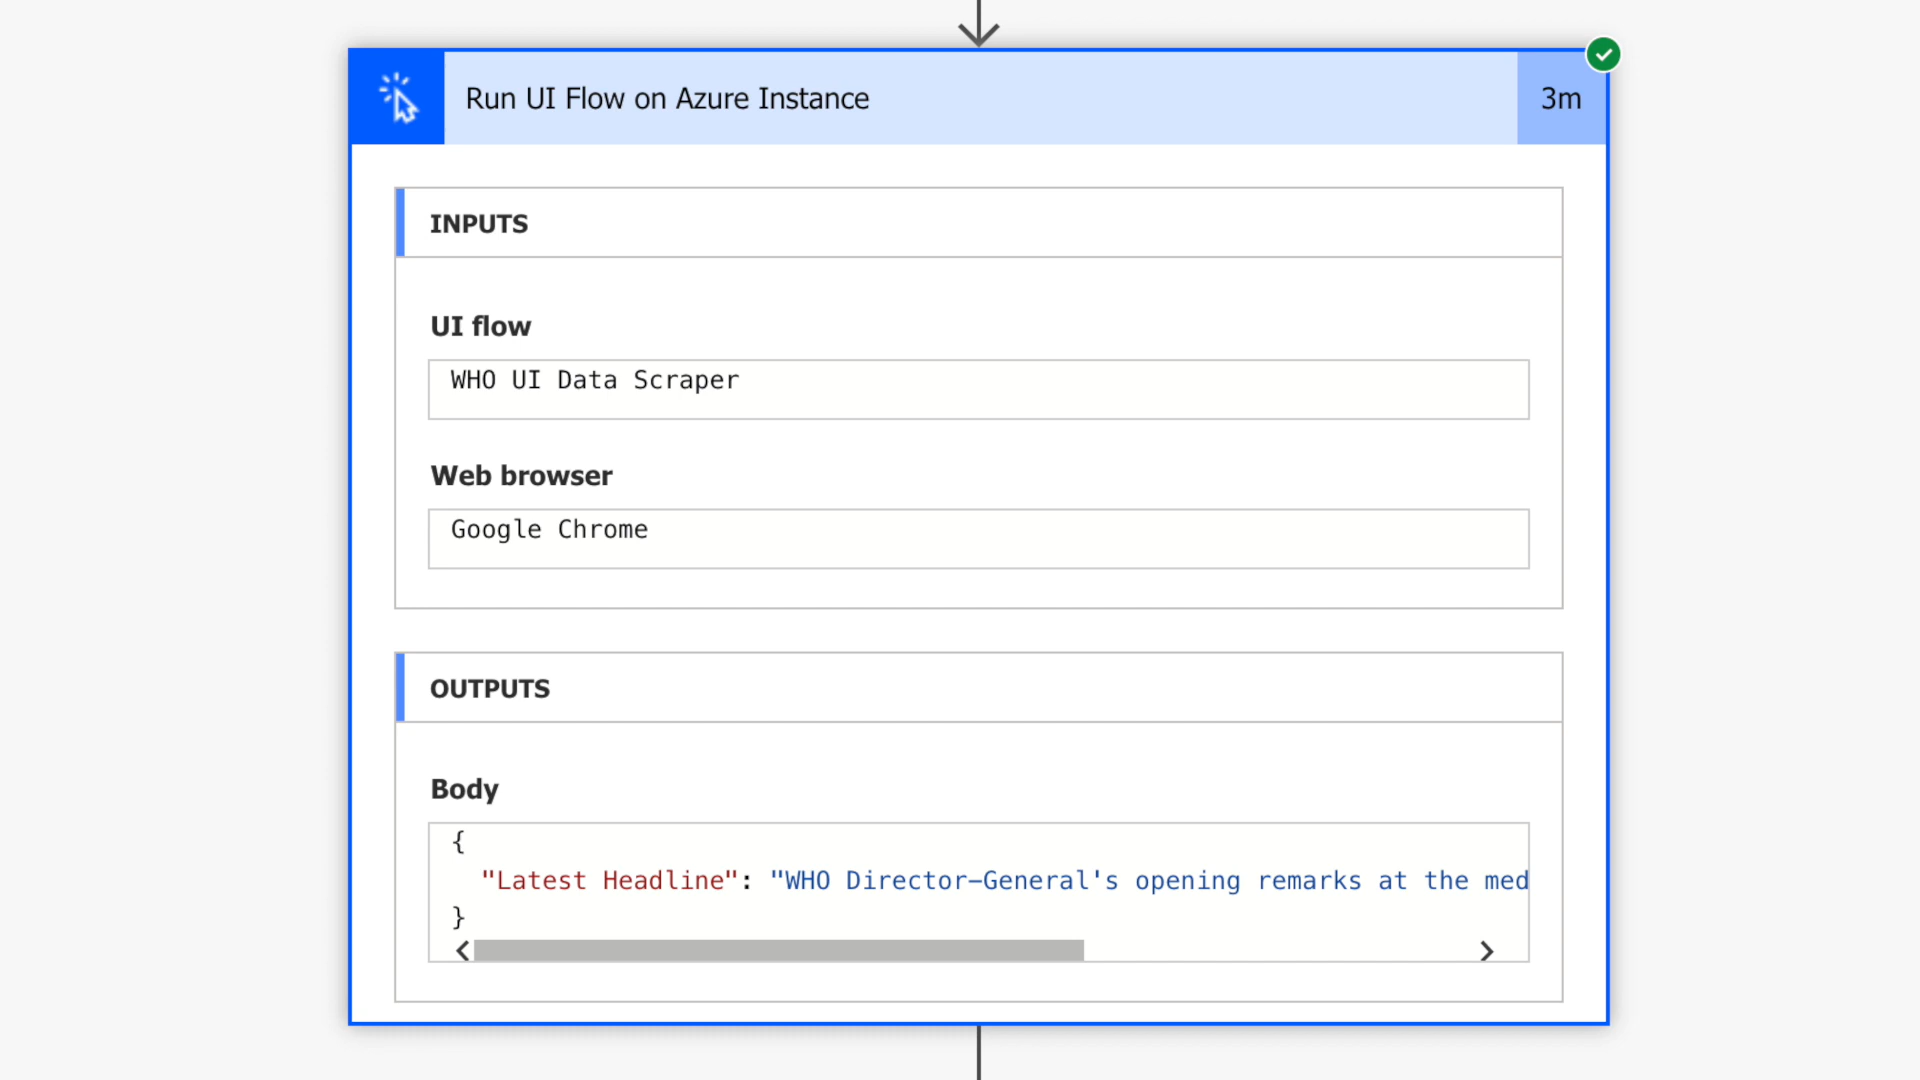 Run UI Flow on Azure Instance
3m
INPUTS
UI flow
WHO UI Data Scraper
Web browser
Google Chrome
OUTPUTS
Body
{
"Latest Headline": "WHO Director-General's opening remarks at the med
}